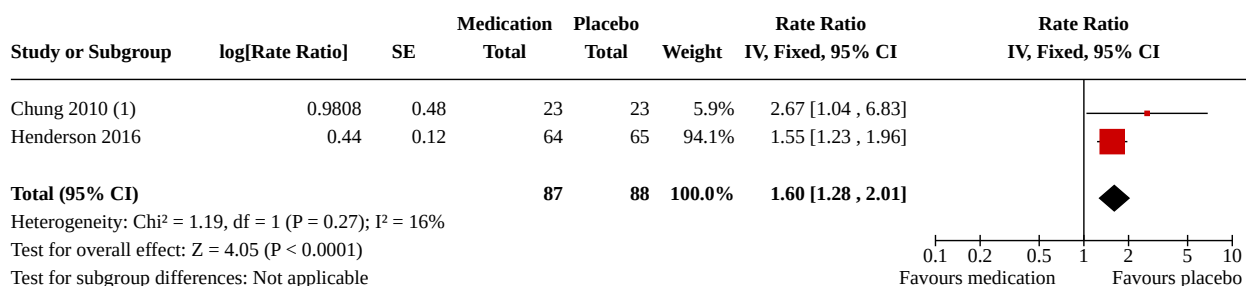 Medication Placebo Rate Ratio Rate Ratio
Study or Subgroup log[Rate Ratio] SE Total Total Weight IV, Fixed, 95% CI IV, Fixed, 95% CI
Chung 2010 (1) 0.9808 0.48 23 23 5.9% 2.67 [1.04 , 6.83]
Henderson 2016 0.44 0.12 64 65 94.1% 1.55 [1.23 , 1.96]
Total (95% CI) 87 88 100.0% 1.60 [1.28 , 2.01]
Heterogeneity: Chi² = 1.19, df = 1 (P = 0.27); I² = 16%
Test for overall effect: Z = 4.05 (P < 0.0001)
0.1 0.2 0.5 1 2 5 10
Test for subgroup differences: Not applicable Favours medication Favours placebo